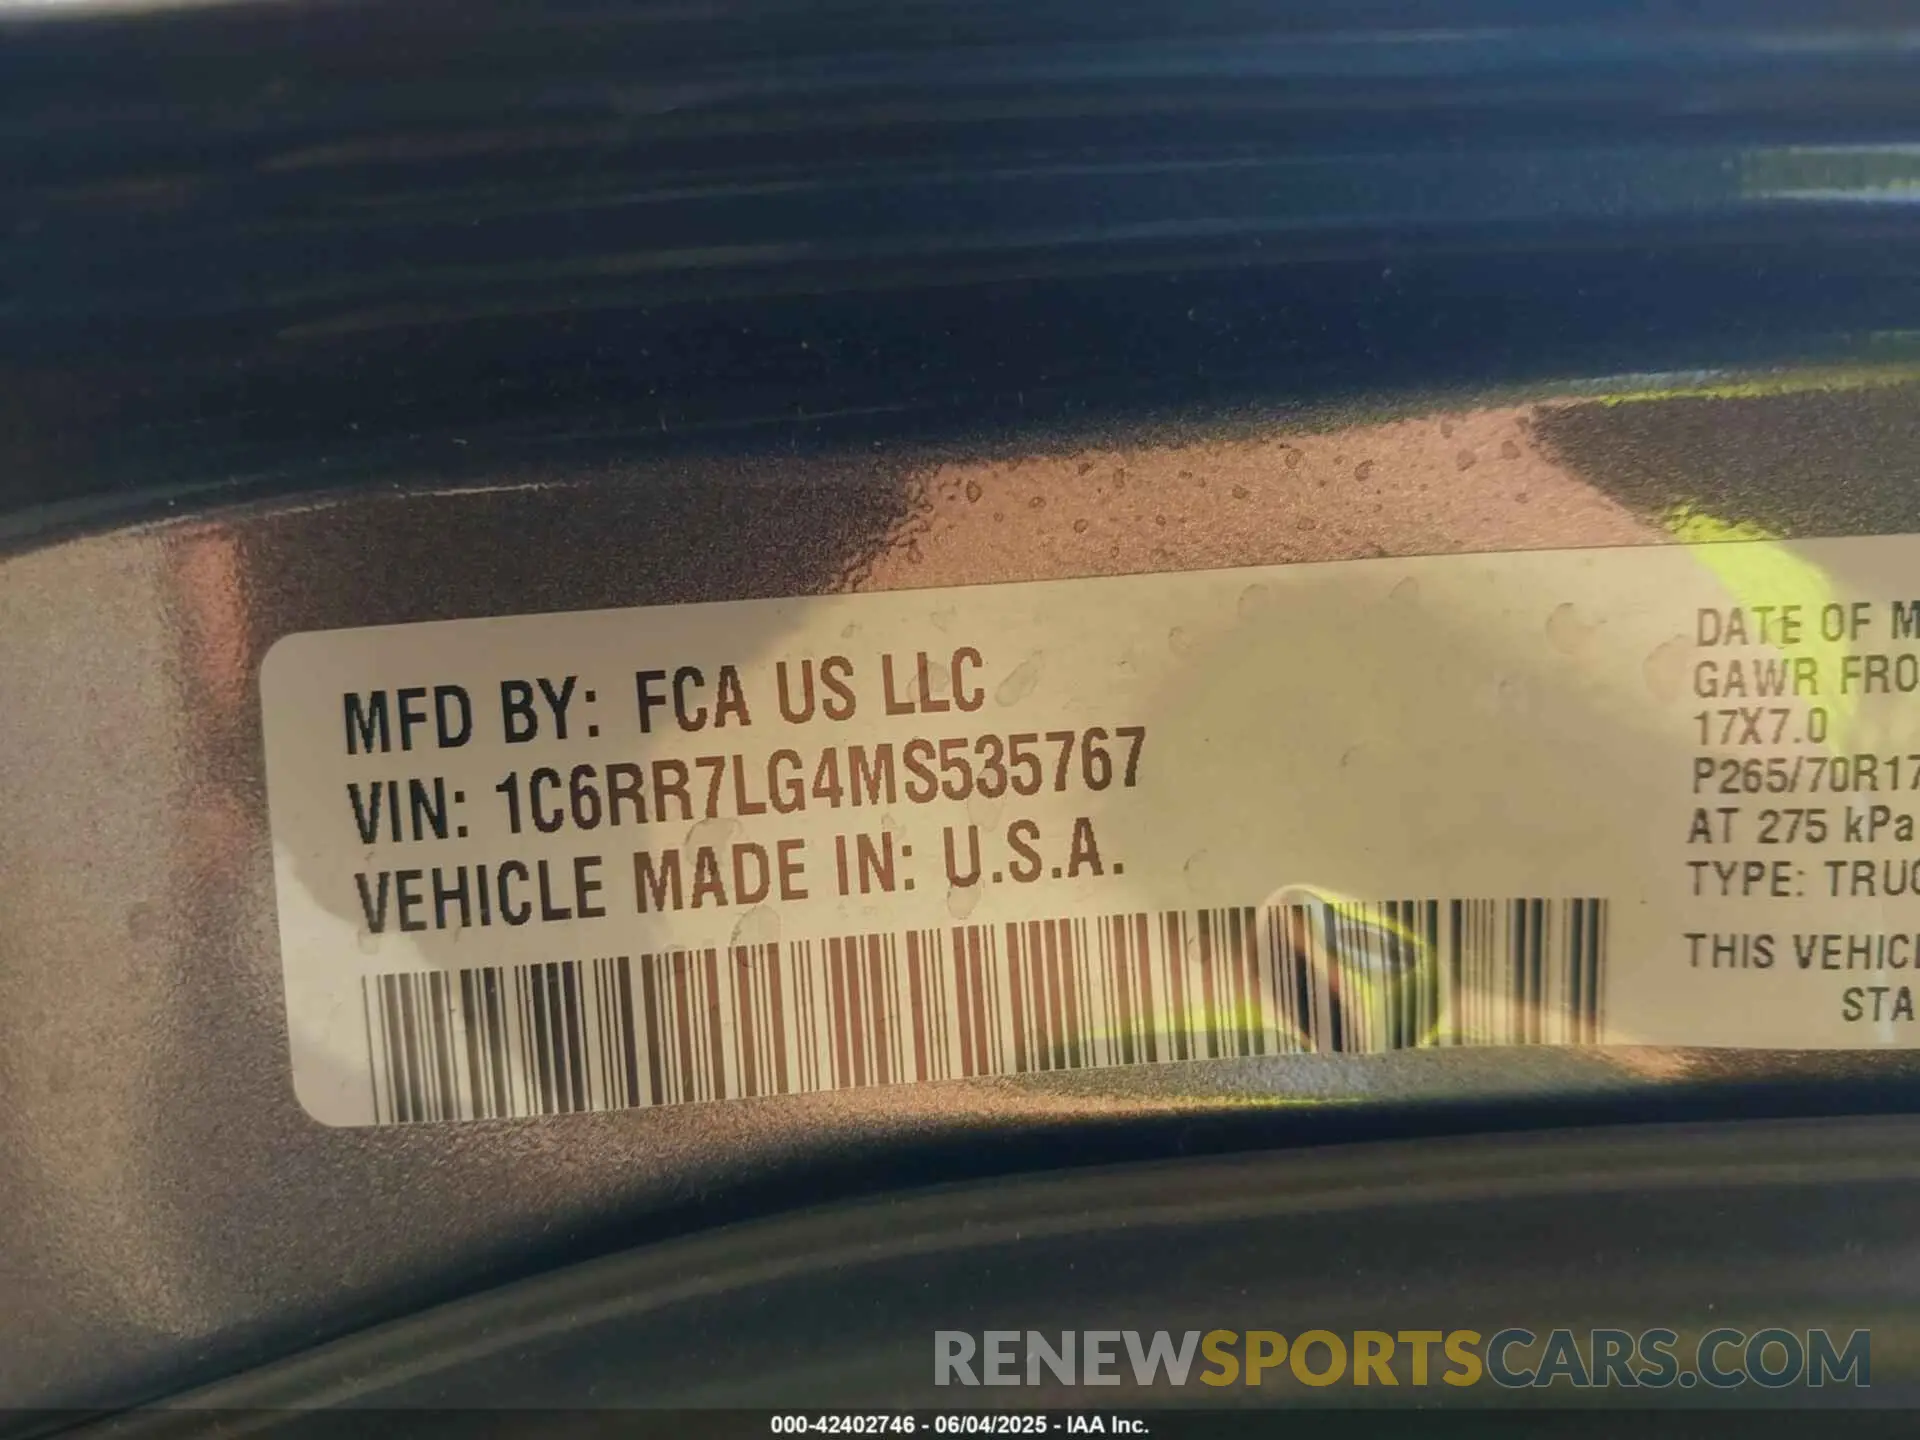 MFD BY: FCA US LLC
VIN: 1C6RR7LG4MS535767
VEHICLE MADE IN: U.S.A.
DATE OF M
GAWR FRO
17X7.0
P265/70R17
AT 275 kPa
TYPE: TRUC
THIS VEHICL
STA
RENEWSPORTSCARS.COM
000-42402746 - 06/04/2025 - IAA Inc.